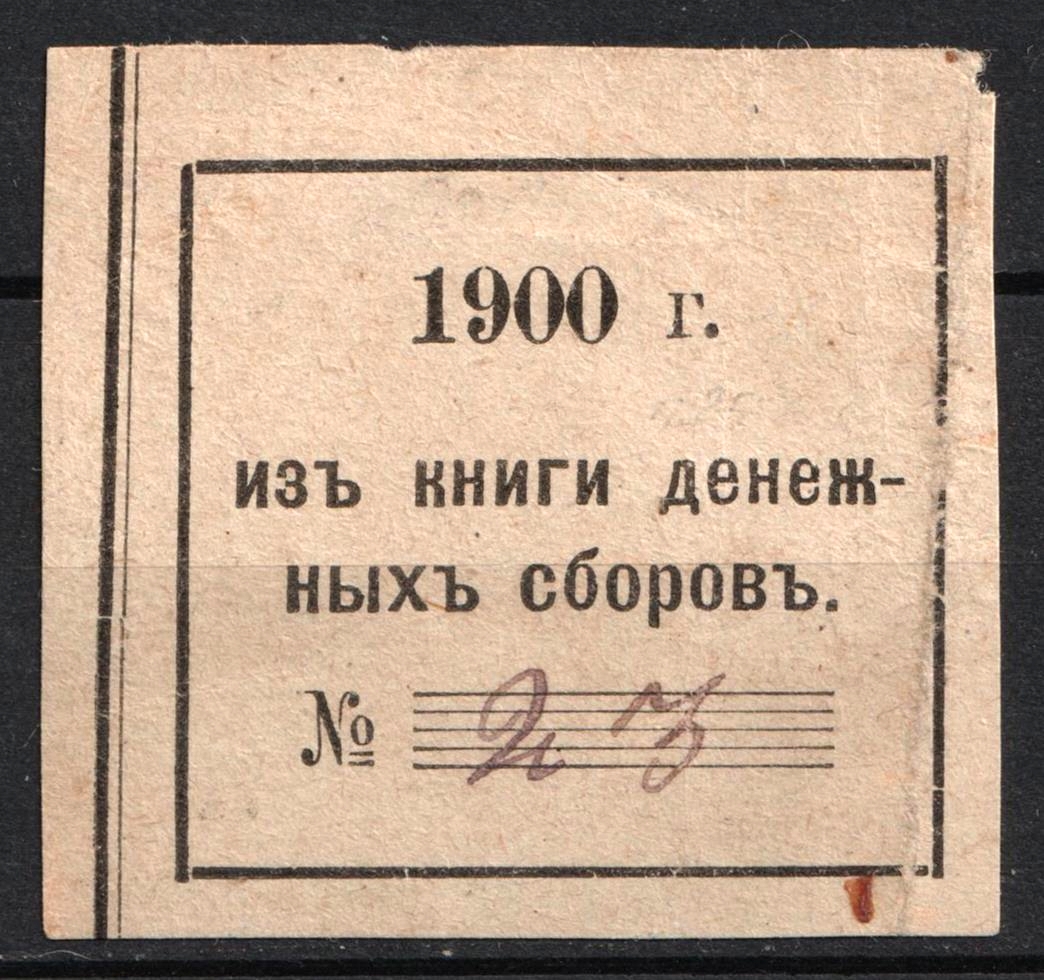 1900 г.
изъ книги денеж-
ныхъ сборовъ.
№ 23